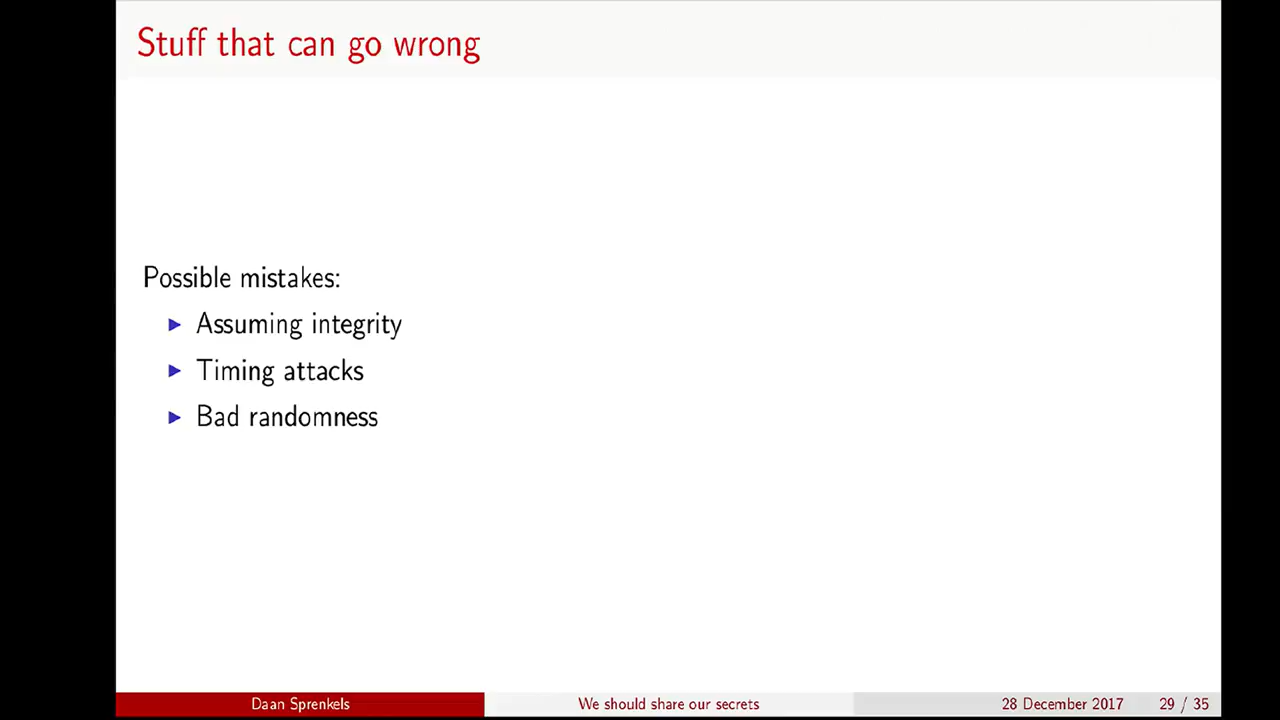 Stuff that can go wrong
Possible mistakes:
▶ Assuming integrity
▶ Timing attacks
▶ Bad randomness
Daan Sprenkels We should share our secrets 28 December 2017 29 / 35